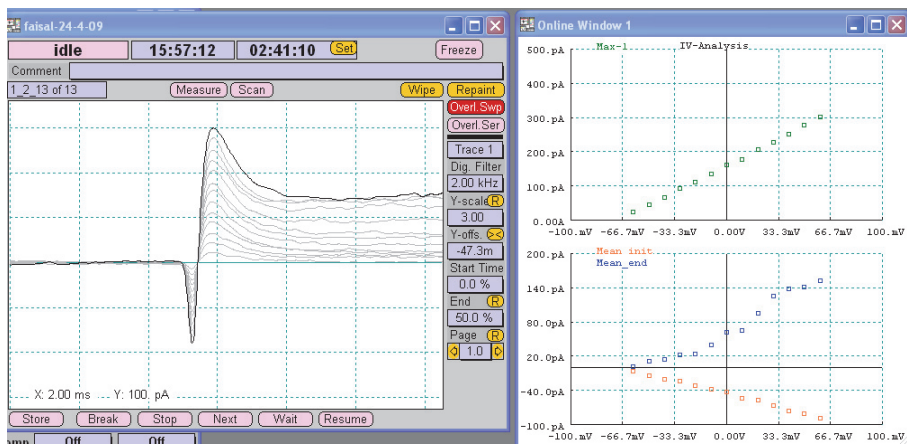 faisal-24-4-09
idle 15:57:12 02:41:10 Set Freeze
Comment
1_2_13 of 13 Measure Scan Wipe Repaint
Overl.Swp
Overl.Ser
Trace 1
Dig. Filter
2.00 kHz
Y-scale R
3.00
Y-offs. ><
-47.3m
Start Time
0.0 %
End R
50.0 %
Page R
1.0
X: 2.00 ms Y: 100. pA
Store Break Stop Next Wait Resume
Off Off
Online Window 1
Max-1 IV-Analysis
500.pA
400.pA
300.pA
200.pA
100.pA
0.00A
-100.mV -66.7mV -33.3mV 0.00V 33.3mV 66.7mV 100.mV
Mean_init
Mean_end
200.pA
140.pA
80.0pA
20.0pA
-40.0pA
-100.pA
-100.mV -66.7mV -33.3mV 0.00V 33.3mV 66.7mV 100.mV